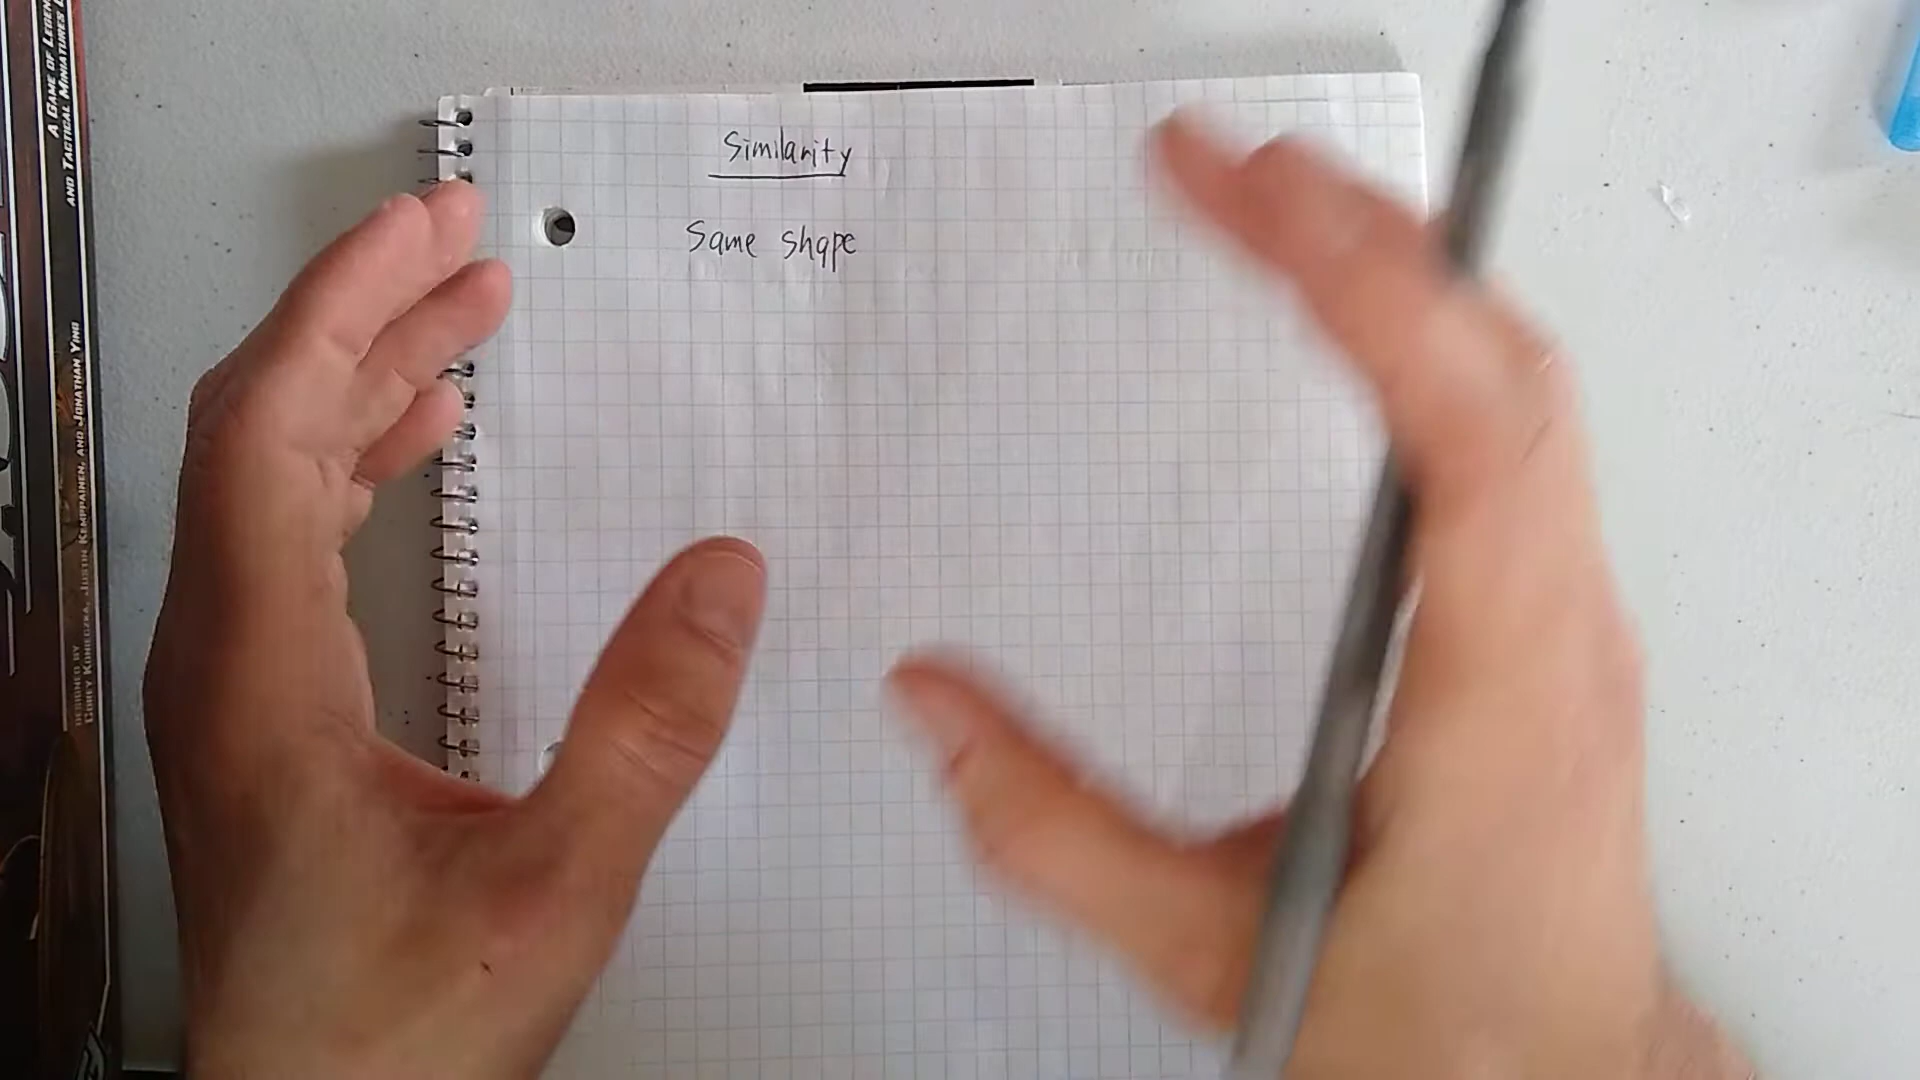 Similarity
Same shape
A GAME OF LEGEN
AND TACTICAL MINIATURES
DESIGNED BY
COREY KONIECZKA, JUSTIN KEMPPAINEN, AND JONATHAN YING